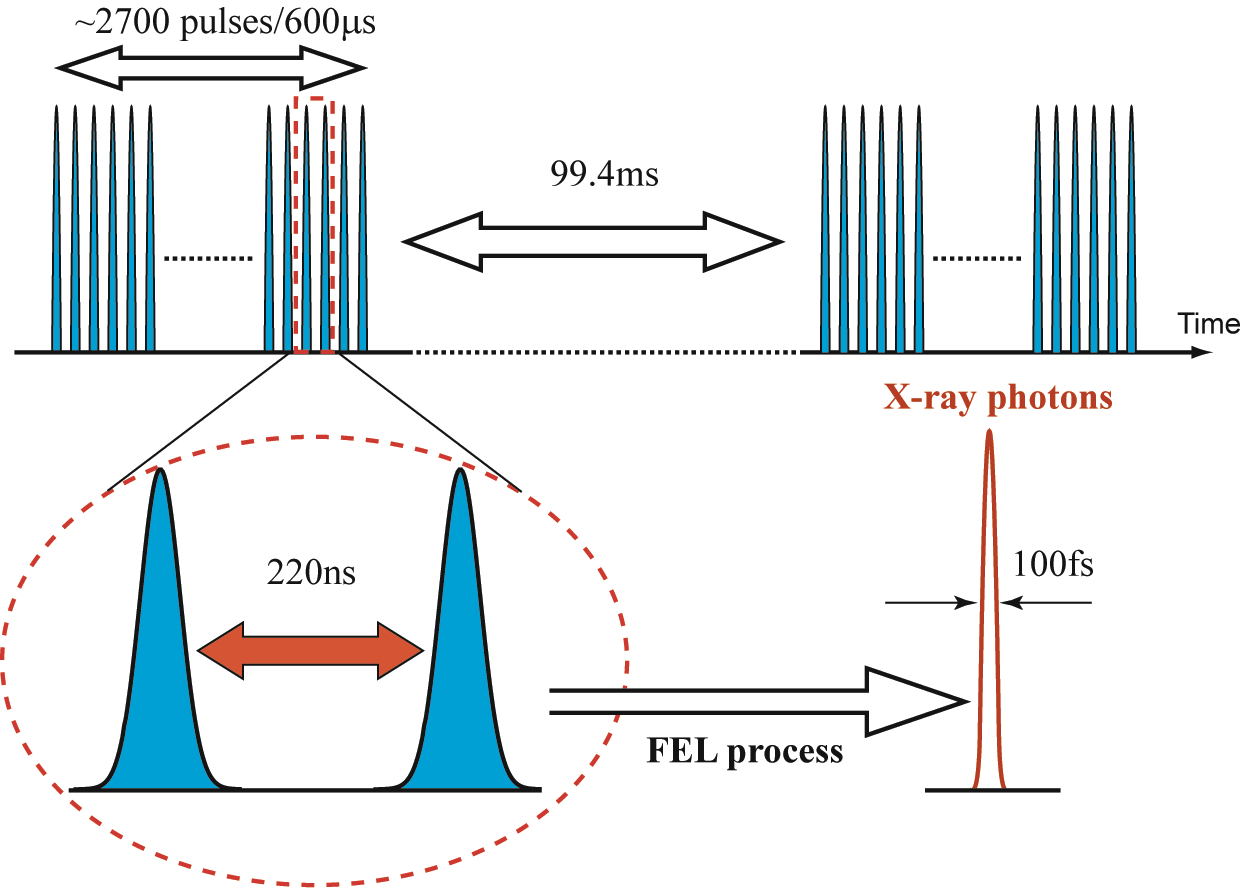 ~2700 pulses/600μs
99.4ms
Time
X-ray photons
220ns
100fs
FEL process